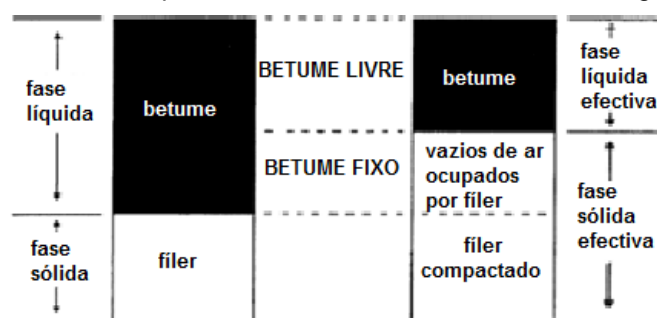 fase
líquida
betume
BETUME LIVRE
betume
fase
líquida
efectiva
BETUME FIXO
vazios de ar
ocupados
por fíler
fase
sólida
efectiva
fase
sólida
fíler
fíler
compactado